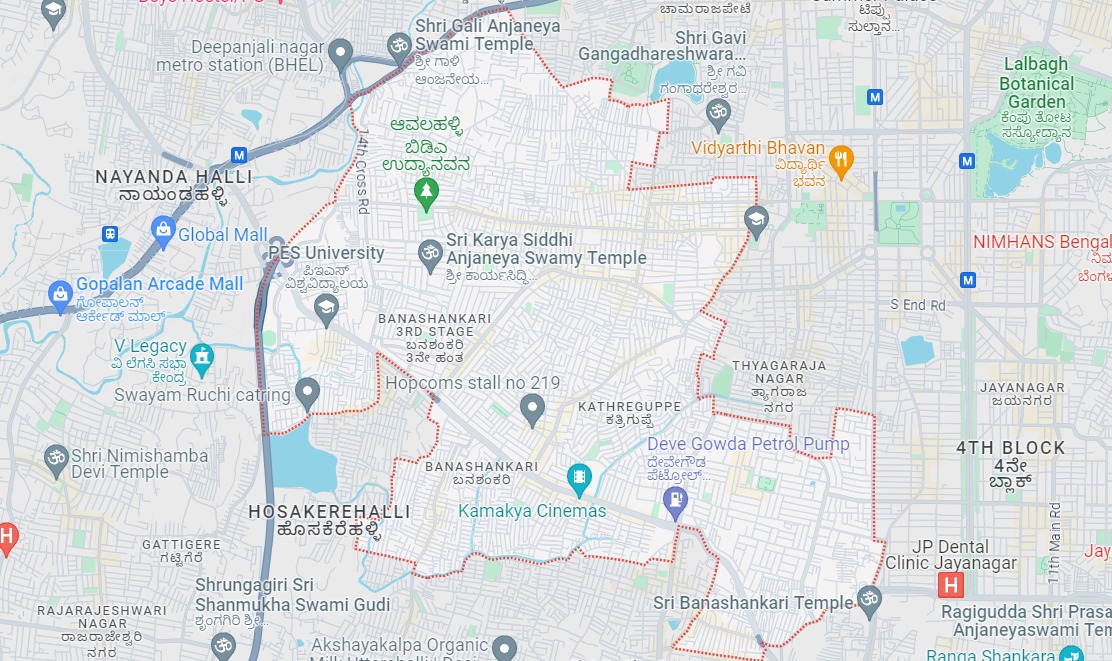 ಚಾಮರಾಜಪೇಟೆ
ಟಿಪ್ಪು
ಸುಲ್ತಾನ...
Shri Gali Anjaneya
Swami Temple
ಶ್ರೀ ಗಾಳಿ
ಆಂಜನೇಯ...
Deepanjali nagar
metro station (BHEL)
Shri Gavi
Gangadhareshwara...
ಶ್ರೀ ಗವಿ
ಗಂಗಾಧರೇಶ್ವರ...
Lalbagh
Botanical
Garden
ಕೆಂಪು ತೋಟ
ಸಸ್ಯೋದ್ಯಾನ
M
M
M
M
ಆವಲಹಳ್ಳಿ
ಬಿಡಿಎ
ಉದ್ಯಾನವನ
14th Cross Rd
Vidyarthi Bhavan
ವಿದ್ಯಾರ್ಥಿ
ಭವನ
NAYANDA HALLI
ನಾಯಂಡಹಳ್ಳಿ
Global Mall
PES University
ಪಿಇಎಸ್
ವಿಶ್ವವಿದ್ಯಾಲಯ
Sri Karya Siddhi
Anjaneya Swamy Temple
ಶ್ರೀ ಕಾರ್ಯಸಿದ್ಧಿ...
NIMHANS Bengal
Gopalan Arcade Mall
ಗೋಪಾಲನ್
ಆರ್ಕೇಡ್ ಮಾಲ್
S End Rd
BANASHANKARI
3RD STAGE
ಬನಶಂಕರಿ
3ನೇ ಹಂತ
V Legacy
ವಿ ಲೆಗಸಿ ಸಭಾ
ಕೇಂದ್ರ
Swayam Ruchi catring
Hopcoms stall no 219
THYAGARAJA
NAGAR
ತ್ಯಾಗರಾಜ
ನಗರ
JAYANAGAR
ಜಯನಗರ
KATHREGUPPE
ಕತ್ರಿಗುಪ್ಪೆ
Deve Gowda Petrol Pump
ದೇವೇಗೌಡ
ಪೆಟ್ರೋಲ್...
4TH BLOCK
4ನೇ
ಬ್ಲಾಕ್
Shri Nimishamba
Devi Temple
BANASHANKARI
ಬನಶಂಕರಿ
Kamakya Cinemas
HOSAKEREHALLI
ಹೊಸಕೆರೆಹಳ್ಳಿ
H
GATTIGERE
ಗಟ್ಟಿಗೆರೆ
11th Main Rd
JP Dental
Clinic Jayanagar
H
Jay
Shrungagiri Sri
Shanmukha Swami Gudi
ಶೃಂಗಗಿರಿ ಶ್ರೀ...
RAJARAJESHWARI
NAGAR
ರಾಜರಾಜೇಶ್ವರಿ
ನಗರ
Sri Banashankari Temple
Ragigudda Shri Prasa
Anjaneyaswami Tem
Akshayakalpa Organic
Ranga Shankara